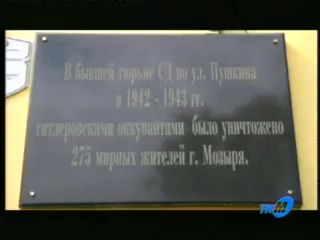 В бывшей тюрьме СД по ул. Пушкина
в 1942 - 1943 гг.
гитлеровскими оккупантами было уничтожено
275 мирных жителей г. Мозыря.